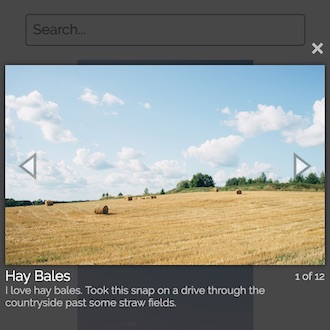 Search...
Hay Bales
1 of 12
I love hay bales. Took this snap on a drive through the
countryside past some straw fields.